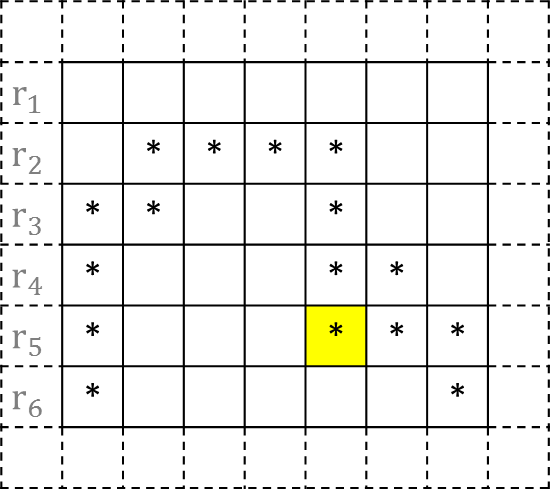 r₁
r₂ * * * *
r₃ * * *
r₄ * * *
r₅ * * * *
r₆ * *